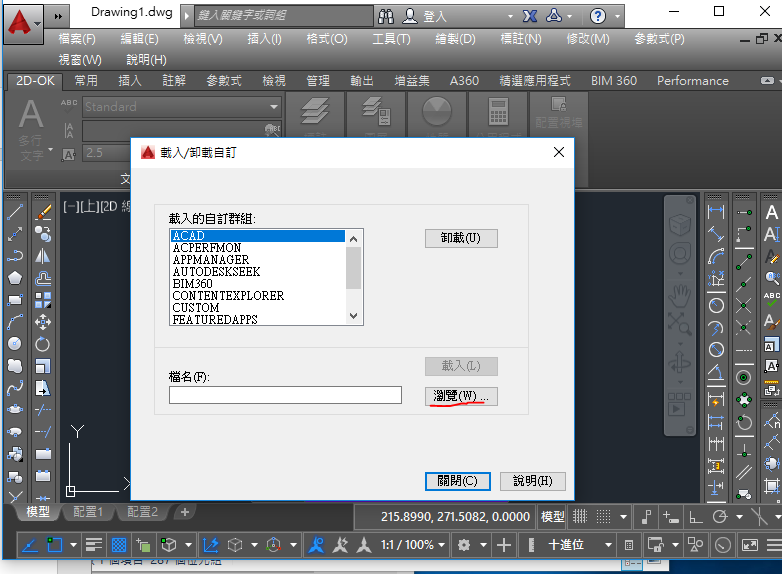 Drawing1.dwg
鍵入關鍵字或詞組
登入
檔案(F) 編輯(E) 檢視(V) 插入(I) 格式(O) 工具(T) 繪製(D) 標註(N) 修改(M) 參數式(P)
視窗(W) 說明(H)
2D-OK 常用 插入 註解 參數式 檢視 管理 輸出 增益集 A360 精選應用程式 BIM 360 Performance
A ABC Standard
多行
文字
2.5
配置視埠
文
載入/卸載自訂
[−][上][2D 線
載入的自訂群組:
ACAD
ACPERFMON
APPMANAGER
AUTODESKSEEK
BIM360
CONTENTEXPLORER
CUSTOM
FEATUREDAPPS
卸載(U)
載入(L)
檔名(F):
瀏覽(W) ...
關閉(C) 說明(H)
Y
X
模型 配置1 配置2 +
215.8990, 271.5082, 0.0000 模型
1:1 / 100% 十進位